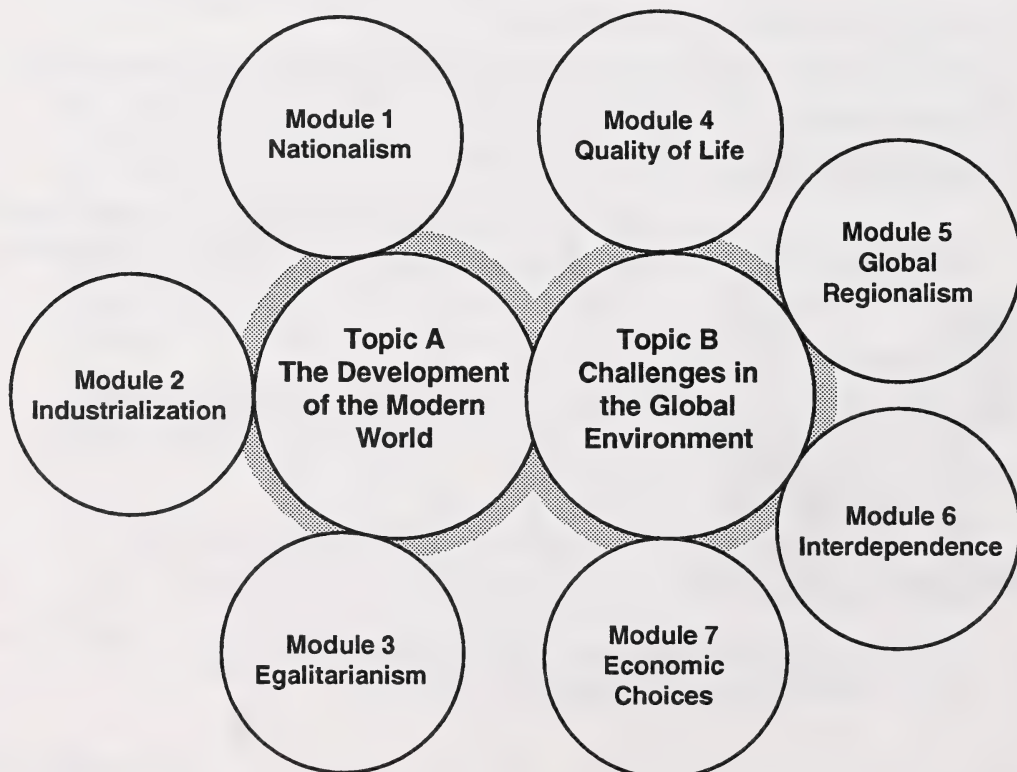 Module 1
Nationalism
Module 4
Quality of Life
Module 5
Global
Regionalism
Topic A
The Development
of the Modern
World
Topic B
Challenges in
the Global
Environment
Module 2
Industrialization
Module 6
Interdependence
Module 3
Egalitarianism
Module 7
Economic
Choices